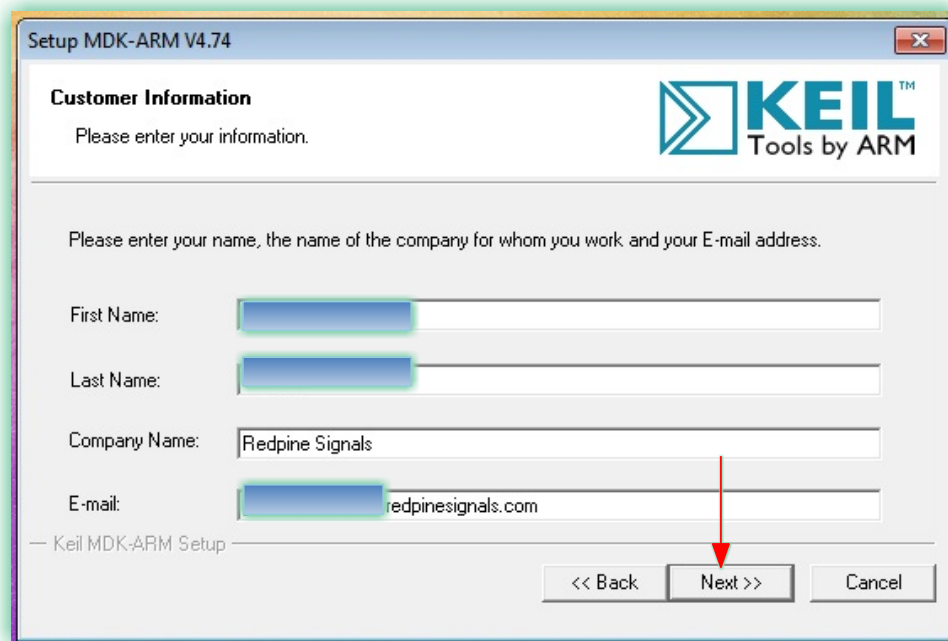 Setup MDK-ARM V4.74
Customer Information
Please enter your information.
KEIL™
Tools by ARM
Please enter your name, the name of the company for whom you work and your E-mail address.
First Name:
Last Name:
Company Name: Redpine Signals
E-mail: redpinesignals.com
Keil MDK-ARM Setup
<< Back Next >> Cancel